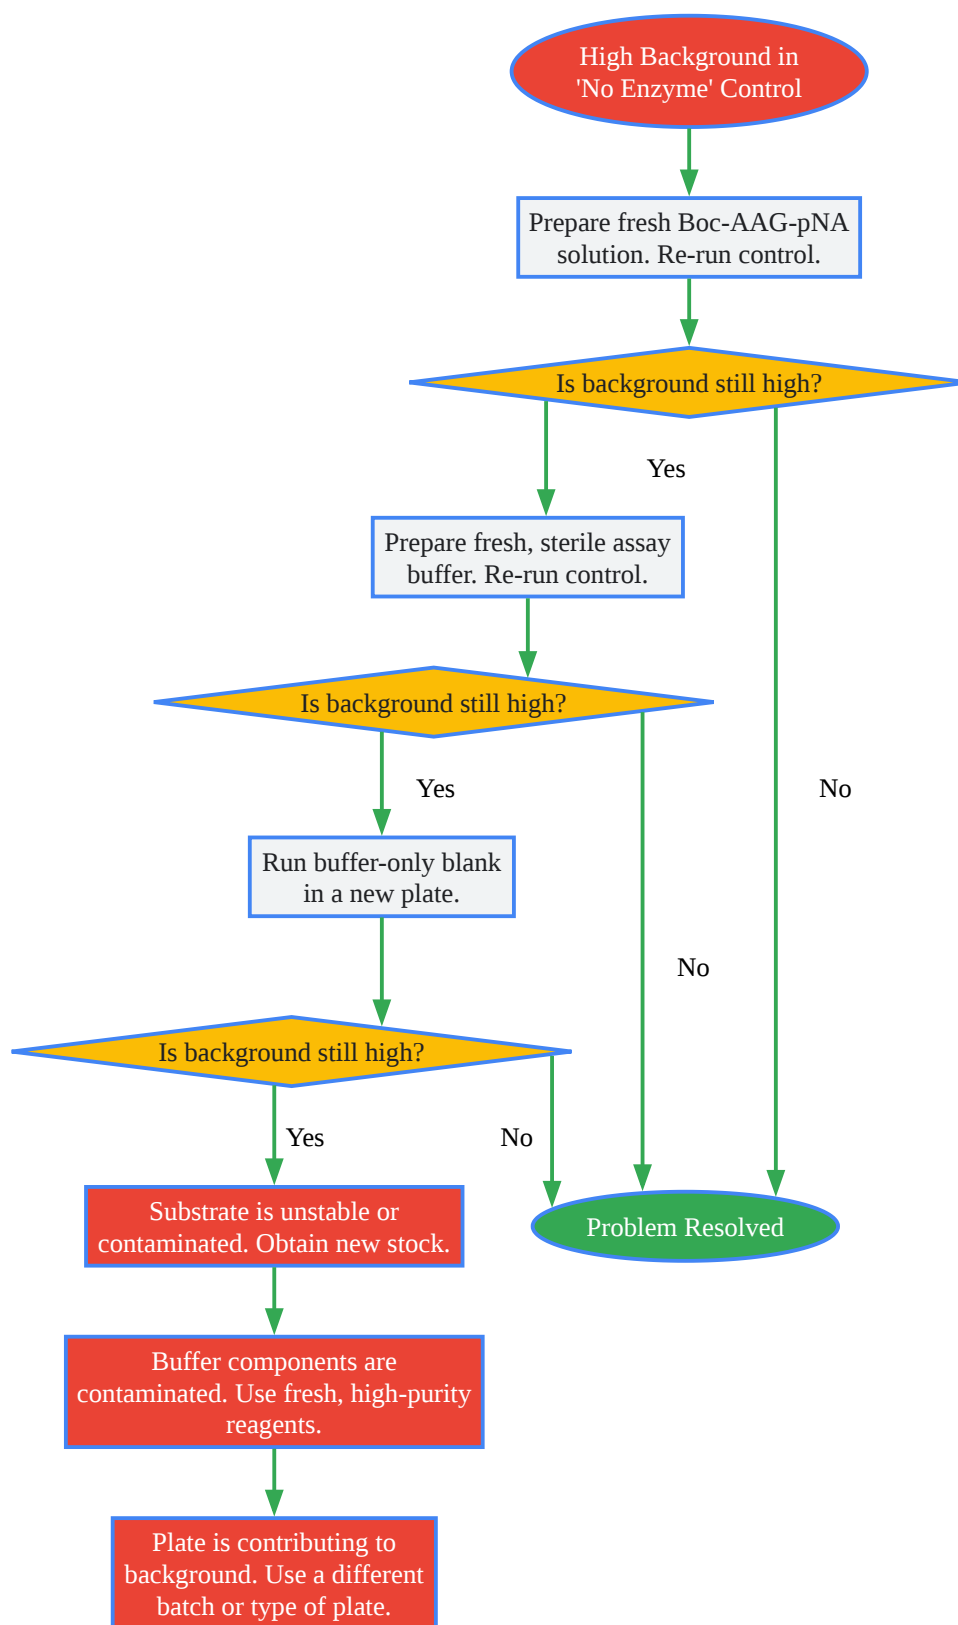 High Background in
'No Enzyme' Control
Prepare fresh Boc-AAG-pNA
solution. Re-run control.
Is background still high?
Yes
Prepare fresh, sterile assay
buffer. Re-run control.
Is background still high?
Yes
No
Run buffer-only blank
in a new plate.
No
Is background still high?
Yes
No
Substrate is unstable or
contaminated. Obtain new stock.
Problem Resolved
Buffer components are
contaminated. Use fresh, high-purity
reagents.
Plate is contributing to
background. Use a different
batch or type of plate.